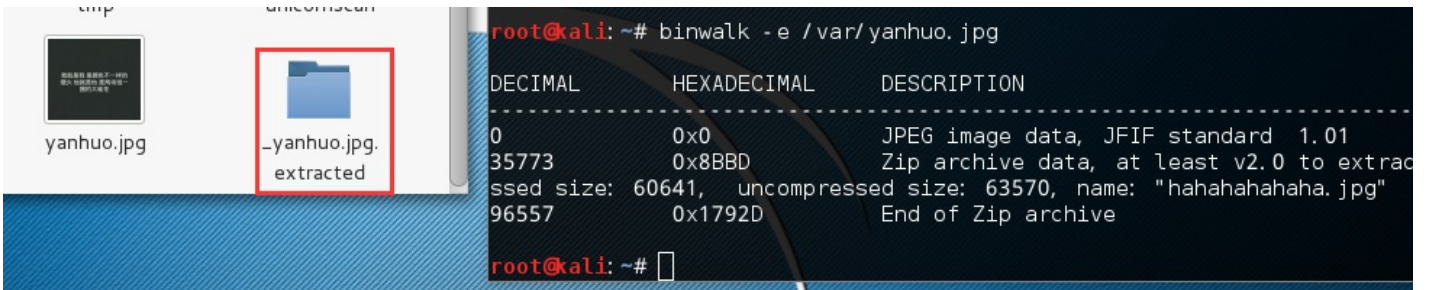 yanhuo.jpg
_yanhuo.jpg.
extracted
root@kali:~# binwalk -e /var/yanhuo.jpg
DECIMAL HEXADECIMAL DESCRIPTION
--------------------------------------------------------------------------------
0 0x0 JPEG image data, JFIF standard 1.01
35773 0x8BBD Zip archive data, at least v2.0 to extrac
ssed size: 60641, uncompressed size: 63570, name: "hahahahahaha.jpg"
96557 0x1792D End of Zip archive
root@kali:~#